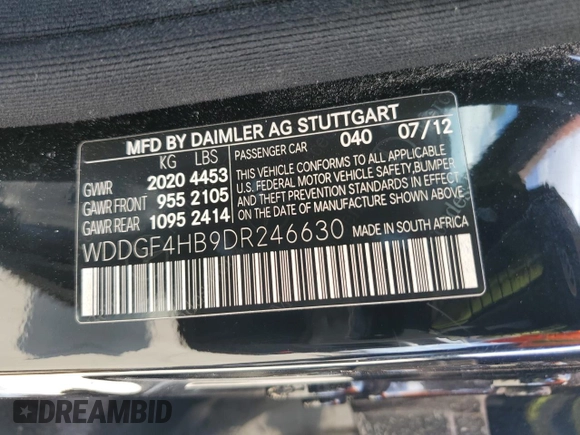 MFD BY DAIMLER AG STUTTGART
KG LBS PASSENGER CAR 040 07/12
GVWR 2020 4453
GAWR FRONT 955 2105
GAWR REAR 1095 2414
THIS VEHICLE CONFORMS TO ALL APPLICABLE
U.S. FEDERAL MOTOR VEHICLE SAFETY, BUMPER
AND THEFT PREVENTION STANDARDS IN EFFECT
ON THE DATE OF MANUFACTURE SHOWN ABOVE.
WDDGF4HB9DR246630 MADE IN SOUTH AFRICA
DREAMBID